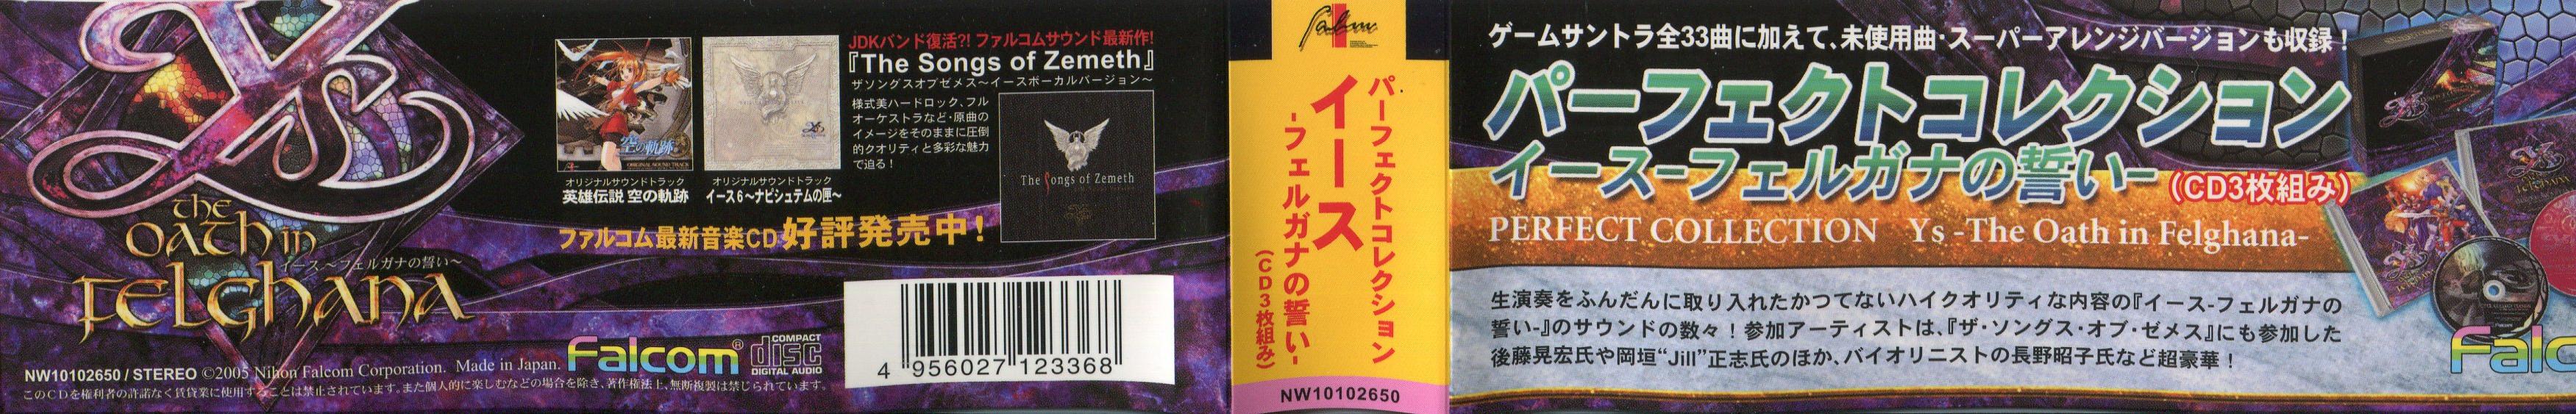 Ys
the
OATH in
FELGHANA
イース～フェルガナの誓い～
NW10102650 / STEREO ©2005 Nihon Falcom Corporation. Made in Japan.
Falcom®
COMPACT
disc
DIGITAL AUDIO
このCDを権利者の許諾なく賃貸業に使用することは禁止されています。また個人的に楽しむなどの場合を除き、著作権法上、無断複製は禁じられています。
空の軌跡
ORIGINAL SOUND TRACK
オリジナルサウンドトラック
英雄伝説 空の軌跡
オリジナルサウンドトラック
イース6～ナピシュテムの匣～
JDKバンド復活?! ファルコムサウンド最新作!
『The Songs of Zemeth』
ザソングスオブゼメス～イースボーカルバージョン～
様式美ハードロック、フル
オーケストラなど・原曲の
イメージをそのままに圧倒
的クオリティと多彩な魅力
で迫る！
The Songs of Zemeth
ファルコム最新音楽CD 好評発売中！
4 956027 123368
Falcom
パーフェクトコレクション
イース
-フェルガナの誓い-
(CD3枚組み)
NW10102650
ゲームサントラ全33曲に加えて、未使用曲・スーパーアレンジバージョンも収録！
パーフェクトコレクション
イース-フェルガナの誓い-
(CD3枚組み)
PERFECT COLLECTION Ys -The Oath in Felghana-
生演奏をふんだんに取り入れたかつてないハイクオリティな内容の『イース-フェルガナの
誓い-』のサウンドの数々！参加アーティストは、『ザ・ソングス・オブ・ゼメス』にも参加した
後藤晃宏氏や岡垣“Jill”正志氏のほか、バイオリニストの長野昭子氏など超豪華！
Falc